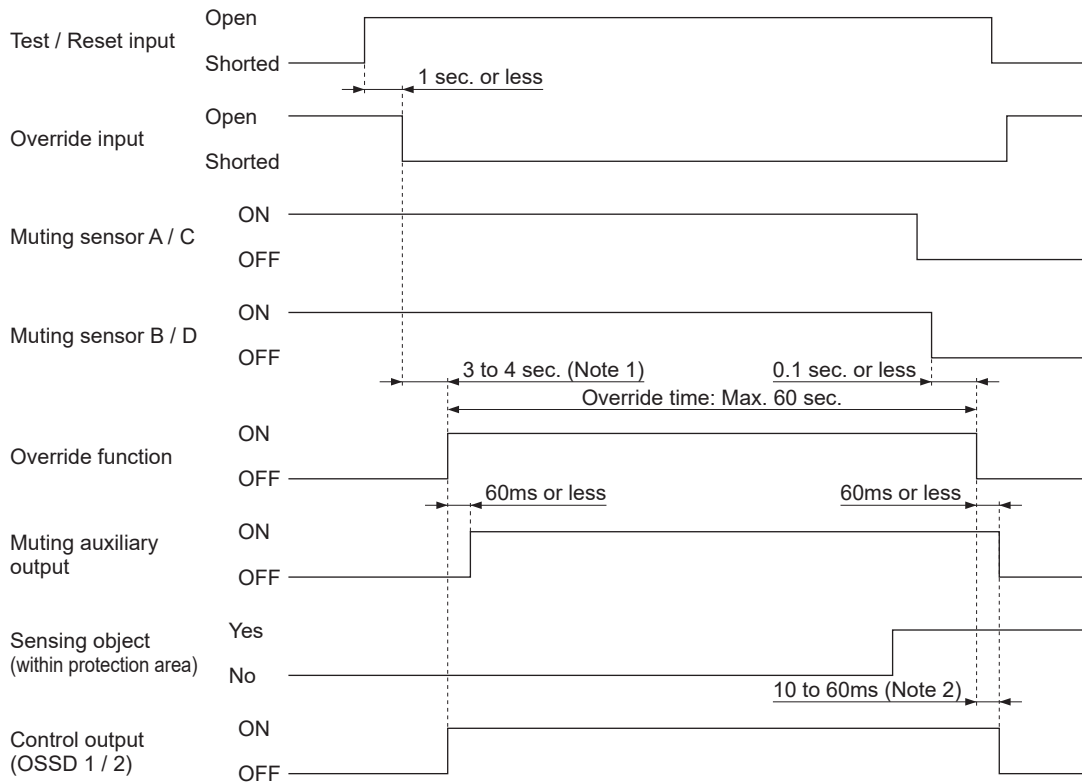 Test / Reset input
Open
Shorted
1 sec. or less
Override input
Open
Shorted
Muting sensor A / C
ON
OFF
Muting sensor B / D
ON
OFF
3 to 4 sec. (Note 1)
0.1 sec. or less
Override time: Max. 60 sec.
Override function
ON
OFF
60ms or less
60ms or less
Muting auxiliary
output
ON
OFF
Sensing object
(within protection area)
Yes
No
10 to 60ms (Note 2)
Control output
(OSSD 1 / 2)
ON
OFF